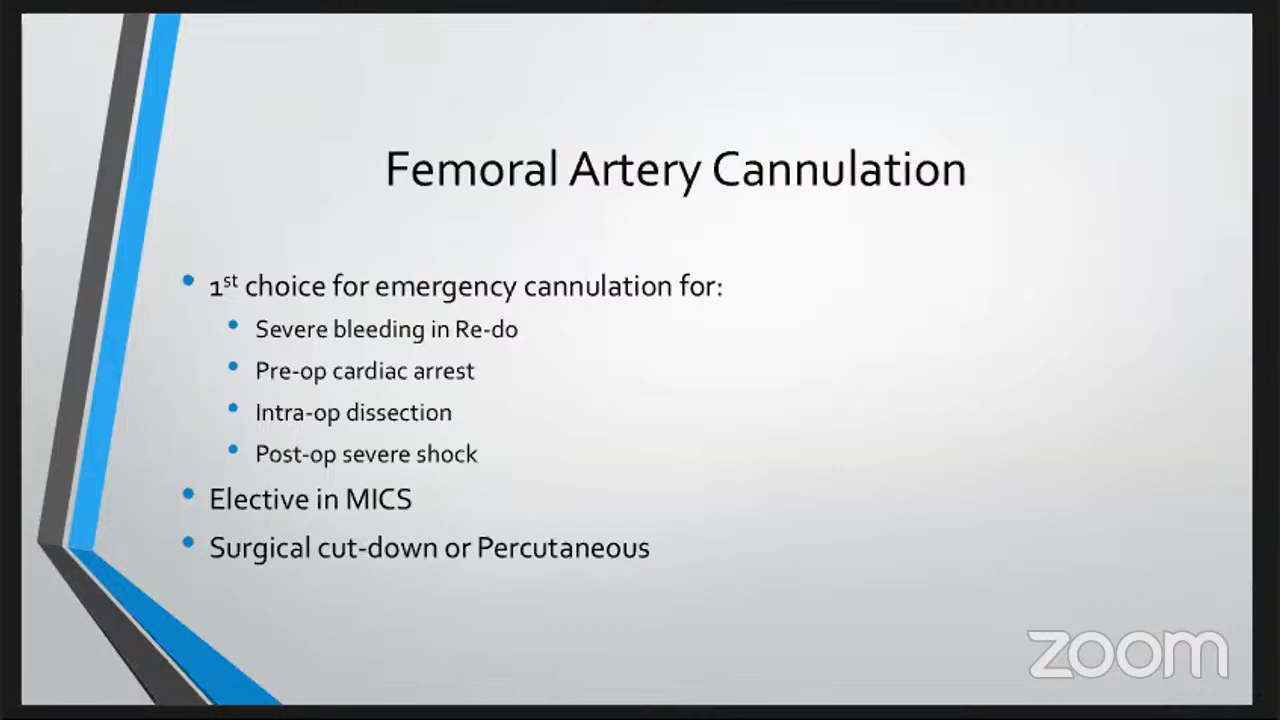 Femoral Artery Cannulation
1st choice for emergency cannulation for:
Severe bleeding in Re-do
Pre-op cardiac arrest
Intra-op dissection
Post-op severe shock
Elective in MICS
Surgical cut-down or Percutaneous
zoom